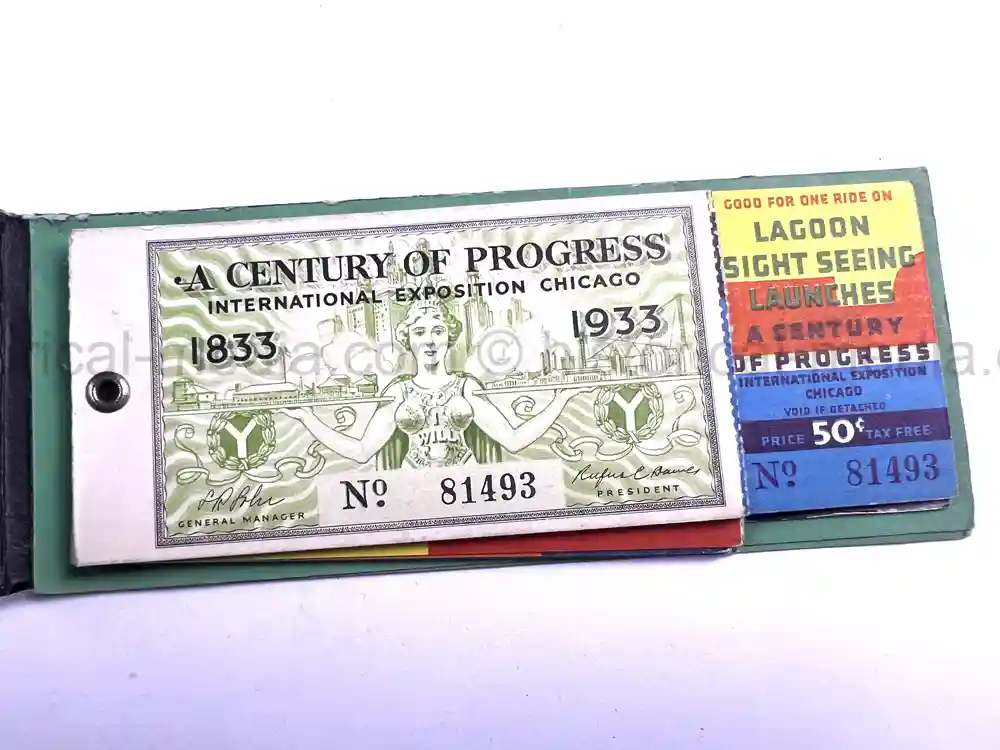 A CENTURY OF PROGRESS
INTERNATIONAL EXPOSITION CHICAGO
1833
1933
Y
Y
I
WILL
GENERAL MANAGER
Nº 81493
Rufus C. Dawes
PRESIDENT
GOOD FOR ONE RIDE ON
LAGOON
SIGHT SEEING
LAUNCHES
A CENTURY
OF PROGRESS
INTERNATIONAL EXPOSITION
CHICAGO
VOID IF DETACHED
PRICE 50¢ TAX FREE
Nº 81493